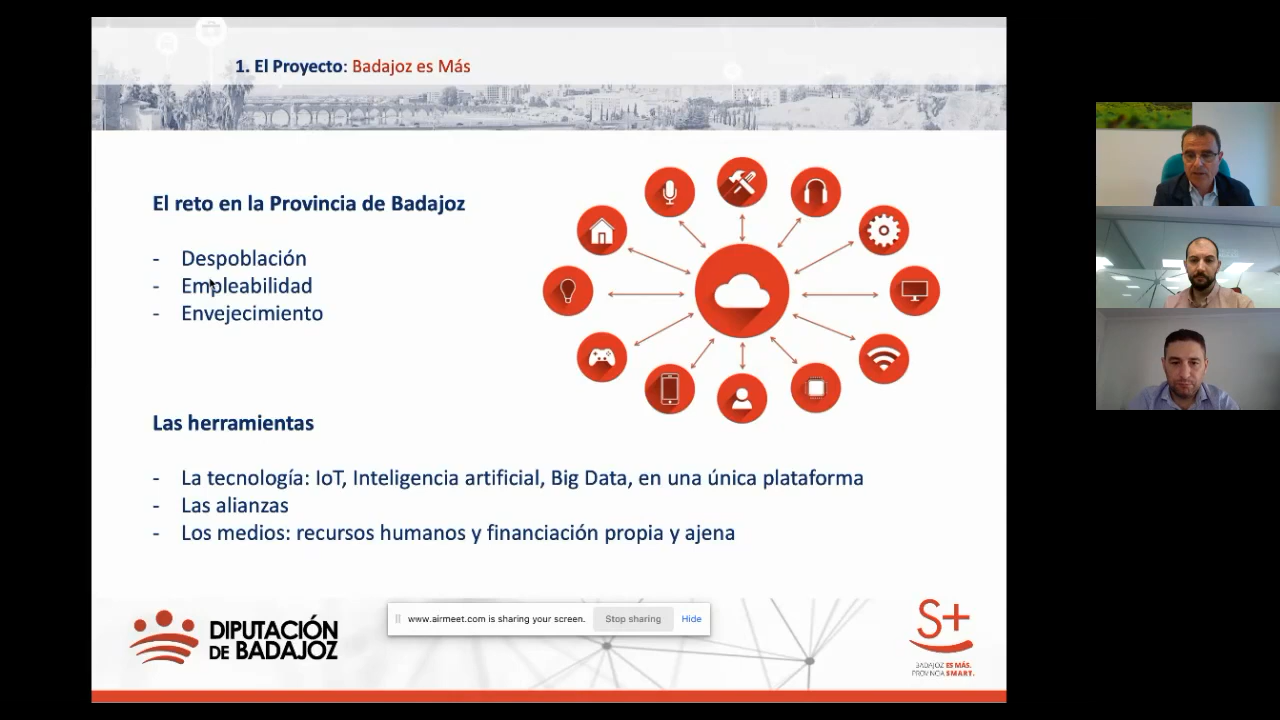 1. El Proyecto: Badajoz es Más
El reto en la Provincia de Badajoz
- Despoblación
- Empleabilidad
- Envejecimiento
Las herramientas
- La tecnología: IoT, Inteligencia artificial, Big Data, en una única plataforma
- Las alianzas
- Los medios: recursos humanos y financiación propia y ajena
DIPUTACIÓN
DE BADAJOZ
www.airmeet.com is sharing your screen.
Stop sharing
Hide
S+
BADAJOZ ES MÁS.
PROVINCIA SMART.